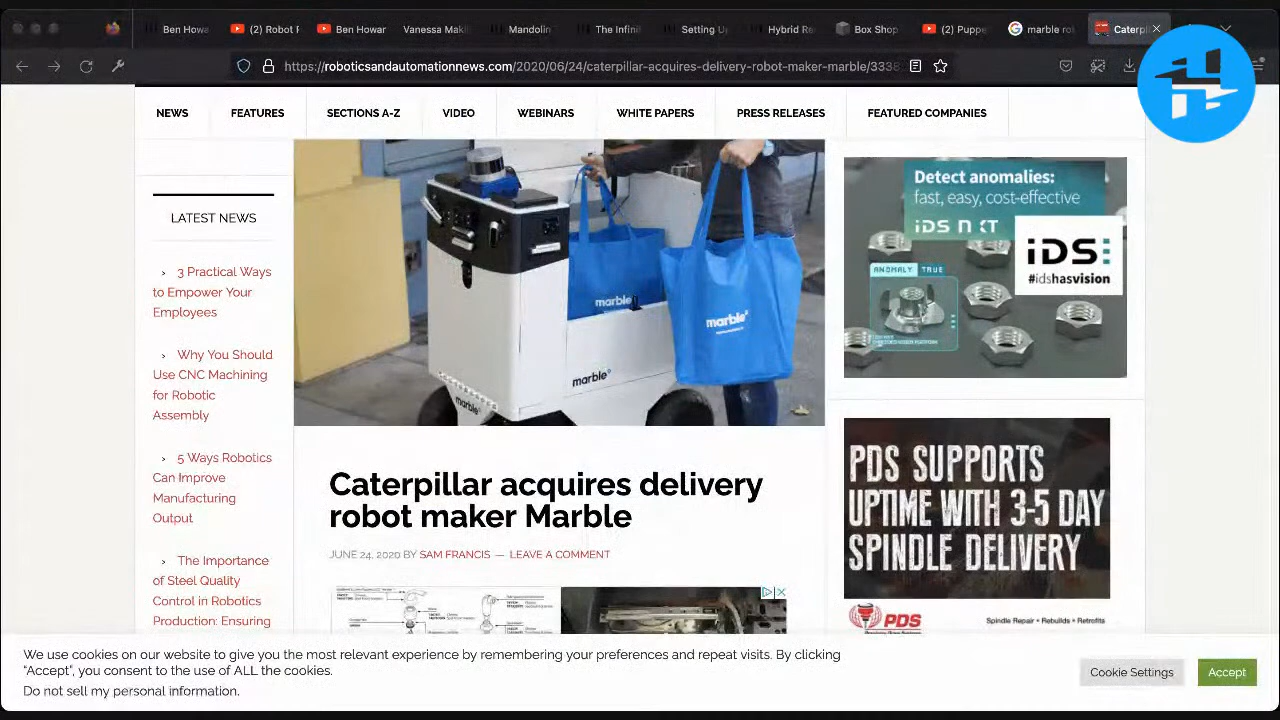 Ben Howa
(2) Robot F
Ben Howar
Vanessa Maki
Mandolin
The Infini
Setting Up
Hybrid Re
Box Shop
(2) Puppe
marble ro
Caterpi
https://roboticsandautomationnews.com/2020/06/24/caterpillar-acquires-delivery-robot-maker-marble/3338
NEWS
FEATURES
SECTIONS A-Z
VIDEO
WEBINARS
WHITE PAPERS
PRESS RELEASES
FEATURED COMPANIES
LATEST NEWS
› 3 Practical Ways
to Empower Your
Employees
› Why You Should
Use CNC Machining
for Robotic
Assembly
› 5 Ways Robotics
Can Improve
Manufacturing
Output
› The Importance
of Steel Quality
Control in Robotics
Production: Ensuring
marble
marble
marble
marble
Caterpillar acquires delivery
robot maker Marble
JUNE 24, 2020 BY SAM FRANCIS — LEAVE A COMMENT
Detect anomalies:
fast, easy, cost-effective
iDS NXT
iDS:
#idshasvision
ANOMALY TRUE
PDS SUPPORTS
UPTIME WITH 3-5 DAY
SPINDLE DELIVERY
PDS
Spindle Repair • Rebuilds • Retrofits
We use cookies on our website to give you the most relevant experience by remembering your preferences and repeat visits. By clicking
“Accept”, you consent to the use of ALL the cookies.
Do not sell my personal information.
Cookie Settings
Accept